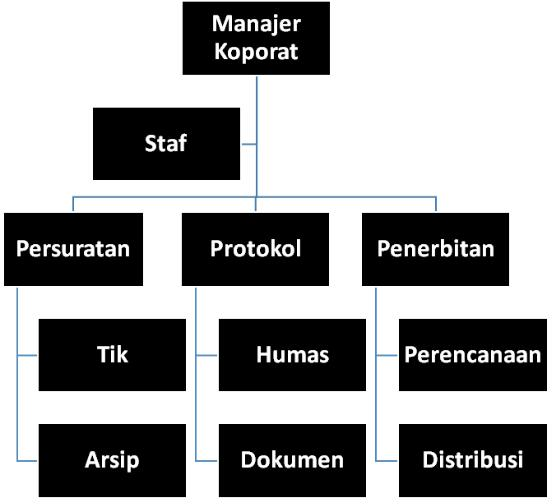 Manajer
Koporat
Staf
Persuratan
Protokol
Penerbitan
Tik
Humas
Perencanaan
Arsip
Dokumen
Distribusi